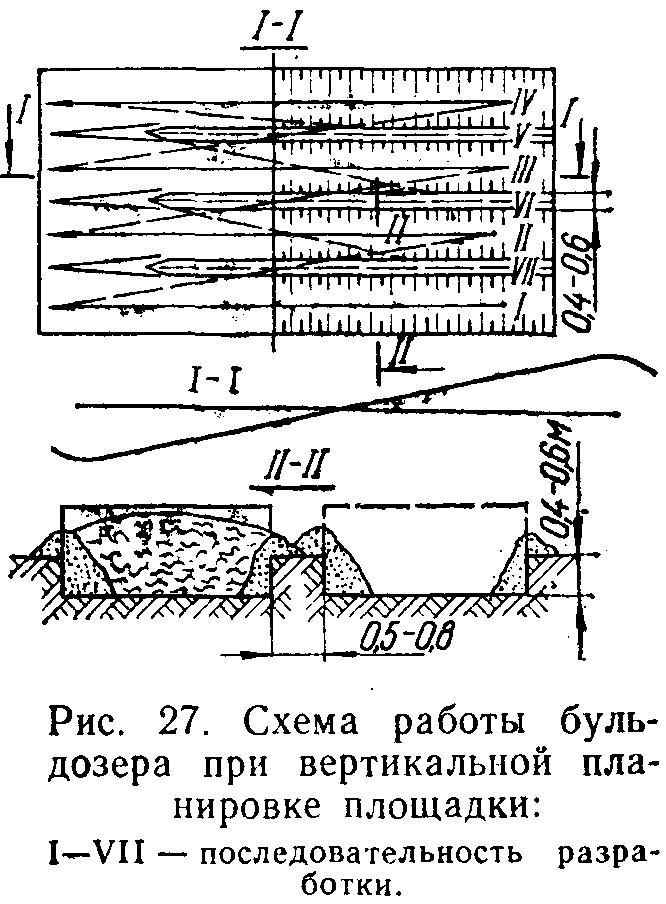 I-I
I
I
IV
V
III
VI
II
VII
I
II
0,4-0,6
II
I-I
II-II
0,4-0,6м
0,5-0,8
Рис. 27. Схема работы буль-
дозера при вертикальной пла-
нировке площадки:
I—VII — последовательность разра-
ботки.